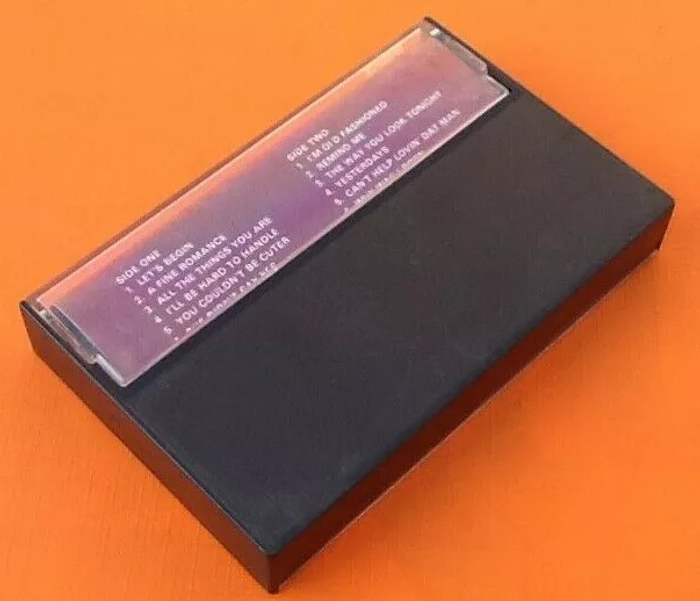 SIDE ONE
1 LET'S BEGIN
2 A FINE ROMANCE
3 ALL THE THINGS YOU ARE
4 I'LL BE HARD TO HANDLE
5 YOU COULDN'T BE CUTER
SIDE TWO
1. I'M OLD FASHIONED
2. REMIND ME
3 THE WAY YOU LOOK TONIGHT
4 YESTERDAYS
5. CAN'T HELP LOVIN' DAT MAN